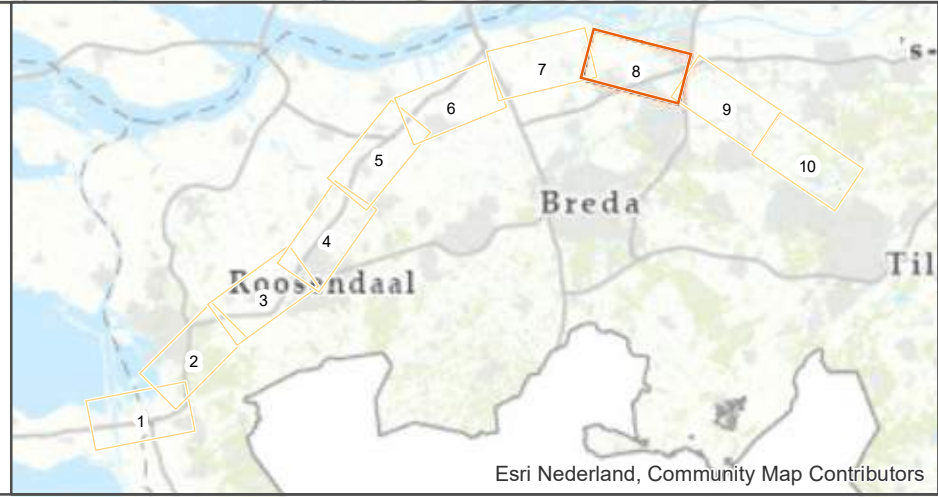 's-
7
8
6
9
5
10
Breda
4
Til
Roosendaal
3
2
1
Esri Nederland, Community Map Contributors